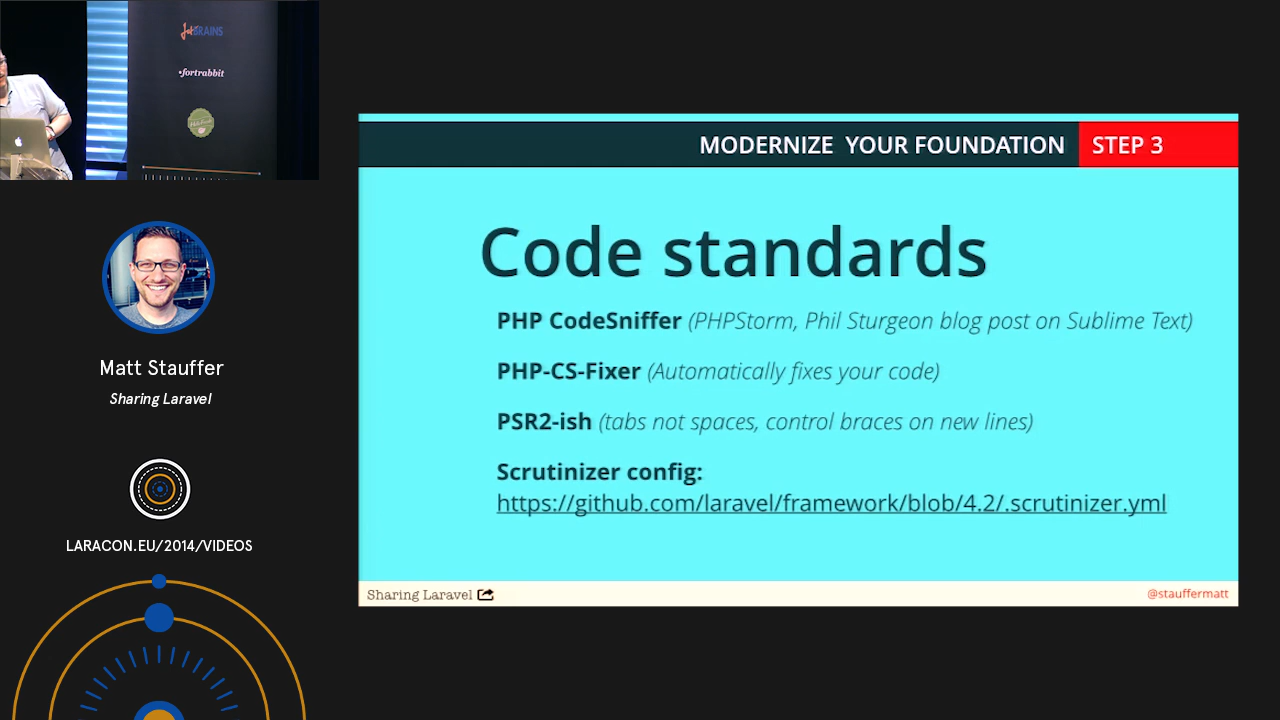 JetBRAINS
fortrabbit
Matt Stauffer
Sharing Laravel
LARACON.EU/2014/VIDEOS
MODERNIZE YOUR FOUNDATION STEP 3
Code standards
PHP CodeSniffer (PHPStorm, Phil Sturgeon blog post on Sublime Text)
PHP-CS-Fixer (Automatically fixes your code)
PSR2-ish (tabs not spaces, control braces on new lines)
Scrutinizer config:
https://github.com/laravel/framework/blob/4.2/.scrutinizer.yml
Sharing Laravel
@stauffermatt